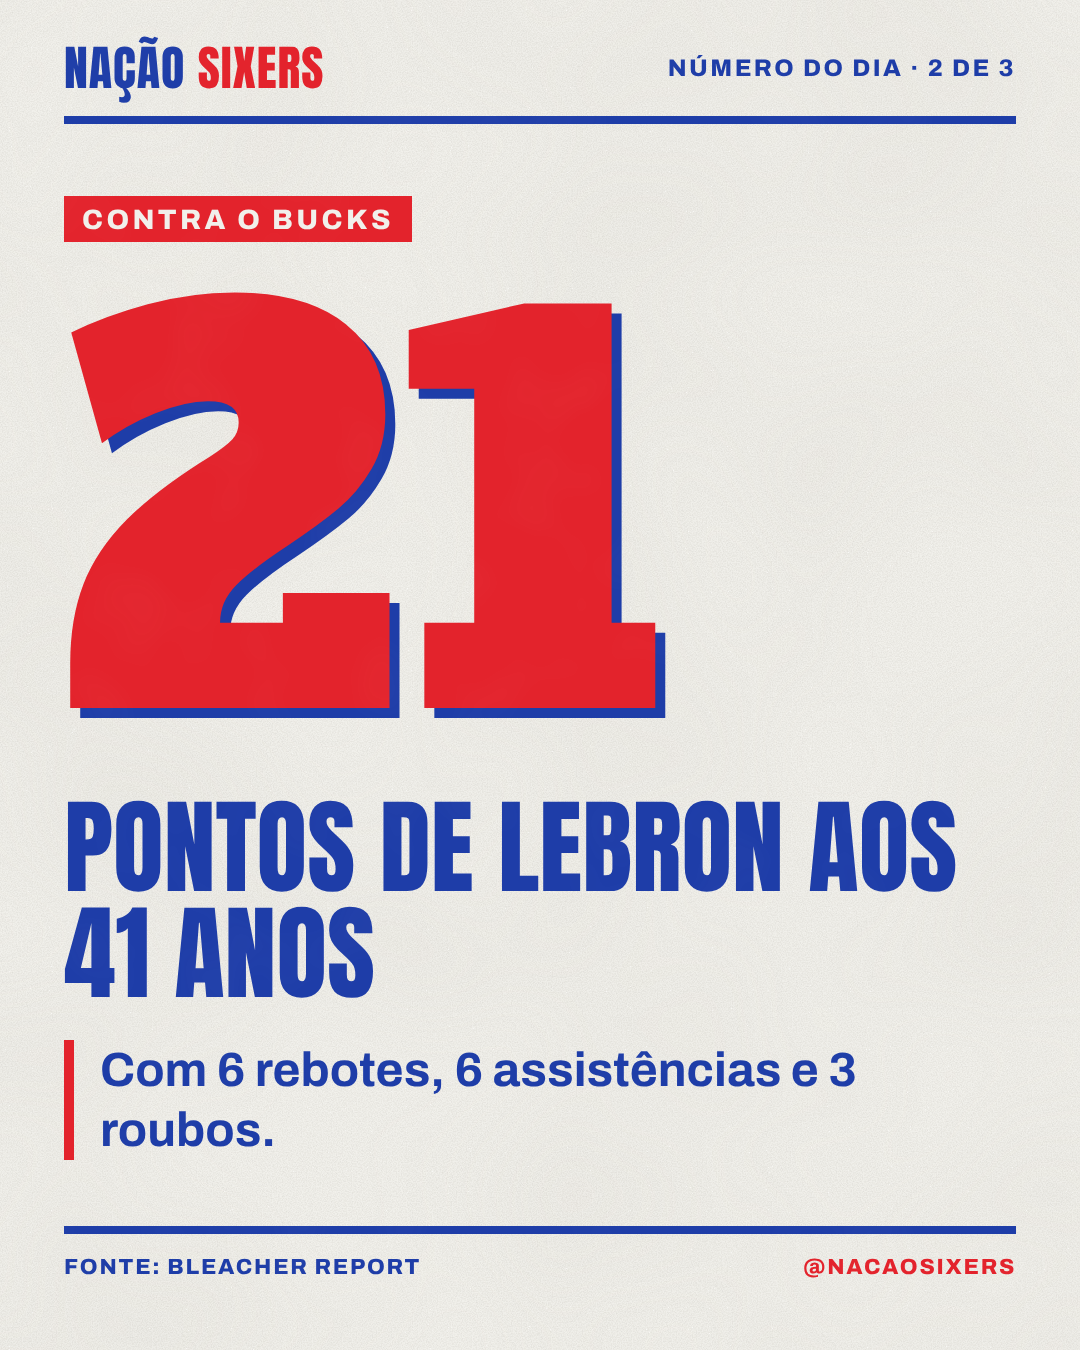 NAÇÃO SIXERS
NÚMERO DO DIA · 2 DE 3
CONTRA O BUCKS
21
PONTOS DE LEBRON AOS
41 ANOS
Com 6 rebotes, 6 assistências e 3
roubos.
FONTE: BLEACHER REPORT
@NACAOSIXERS